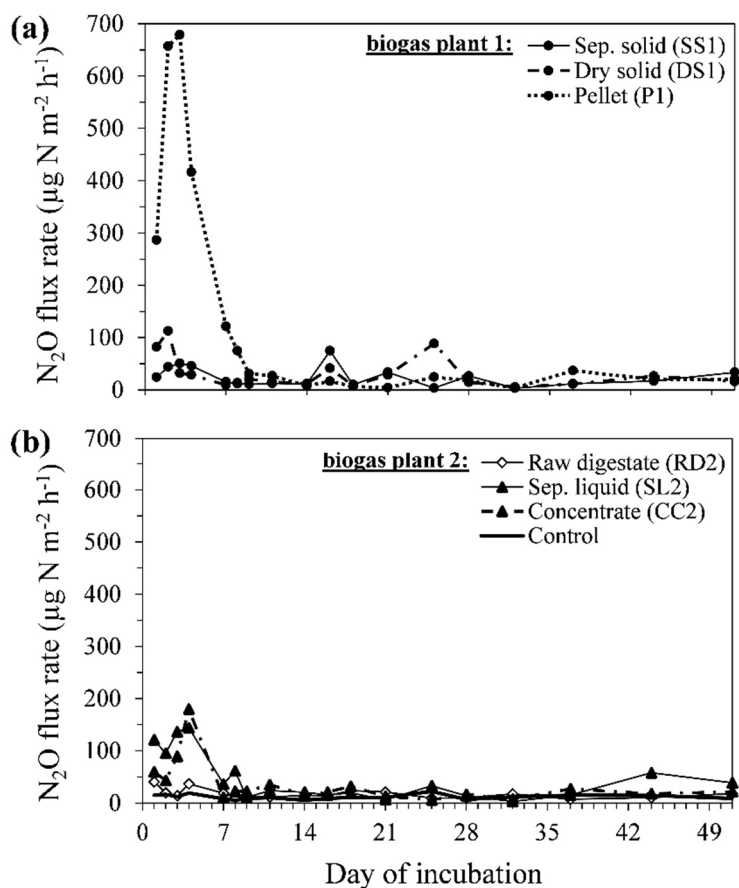 (a)
N₂O flux rate (µg N m⁻² h⁻¹)
700
600
500
400
300
200
100
0
biogas plant 1:
Sep. solid (SS1)
Dry solid (DS1)
Pellet (P1)
(b)
N₂O flux rate (µg N m⁻² h⁻¹)
700
600
500
400
300
200
100
0
biogas plant 2:
Raw digestate (RD2)
Sep. liquid (SL2)
Concentrate (CC2)
Control
0 7 14 21 28 35 42 49
Day of incubation